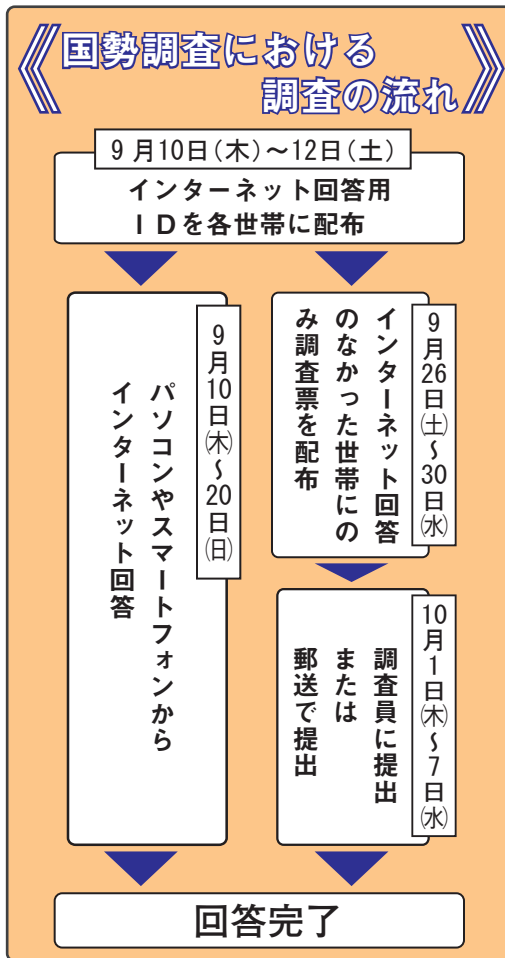 国勢調査における
調査の流れ
9月10日(木)〜12日(土)
インターネット回答用
IDを各世帯に配布
9月26日㈯〜30日㈬
インターネット回答
のなかった世帯にの
み調査票を配布
10月1日㈭〜7日㈬
調査員に提出
または
郵送で提出
9月10日㈭〜20日㈰
パソコンやスマートフォンから
インターネット回答
回答完了